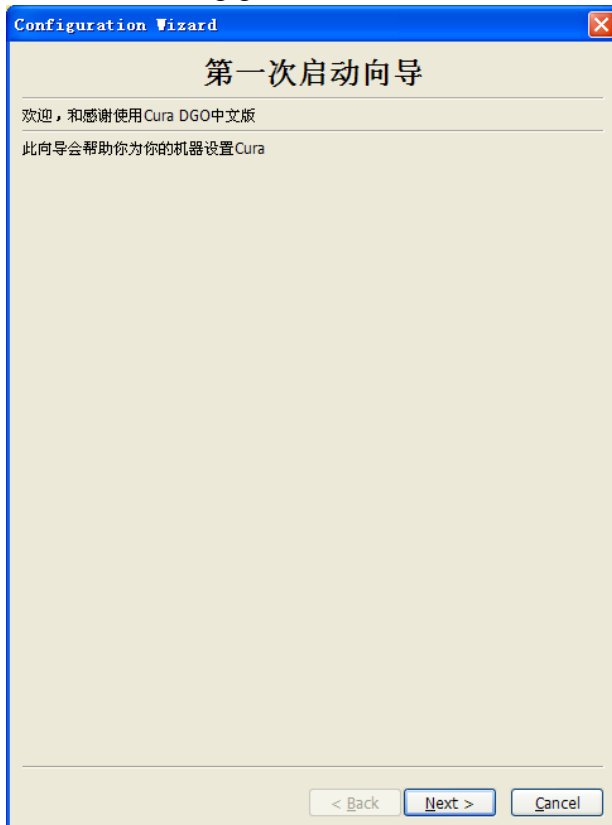 Configuration Wizard
第一次启动向导
欢迎，和感谢使用Cura DGO中文版
此向导会帮助你为你的机器设置Cura
< Back Next > Cancel